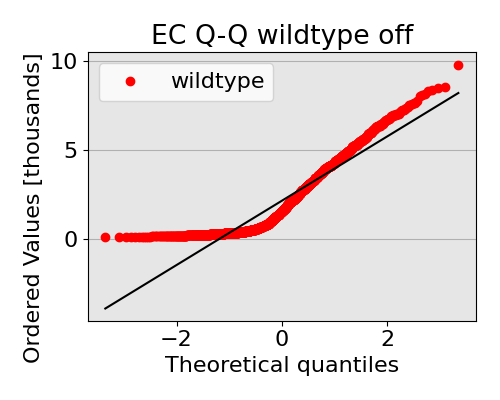 EC Q-Q wildtype off
wildtype
10
5
0
Ordered Values [thousands]
−2
0
2
Theoretical quantiles